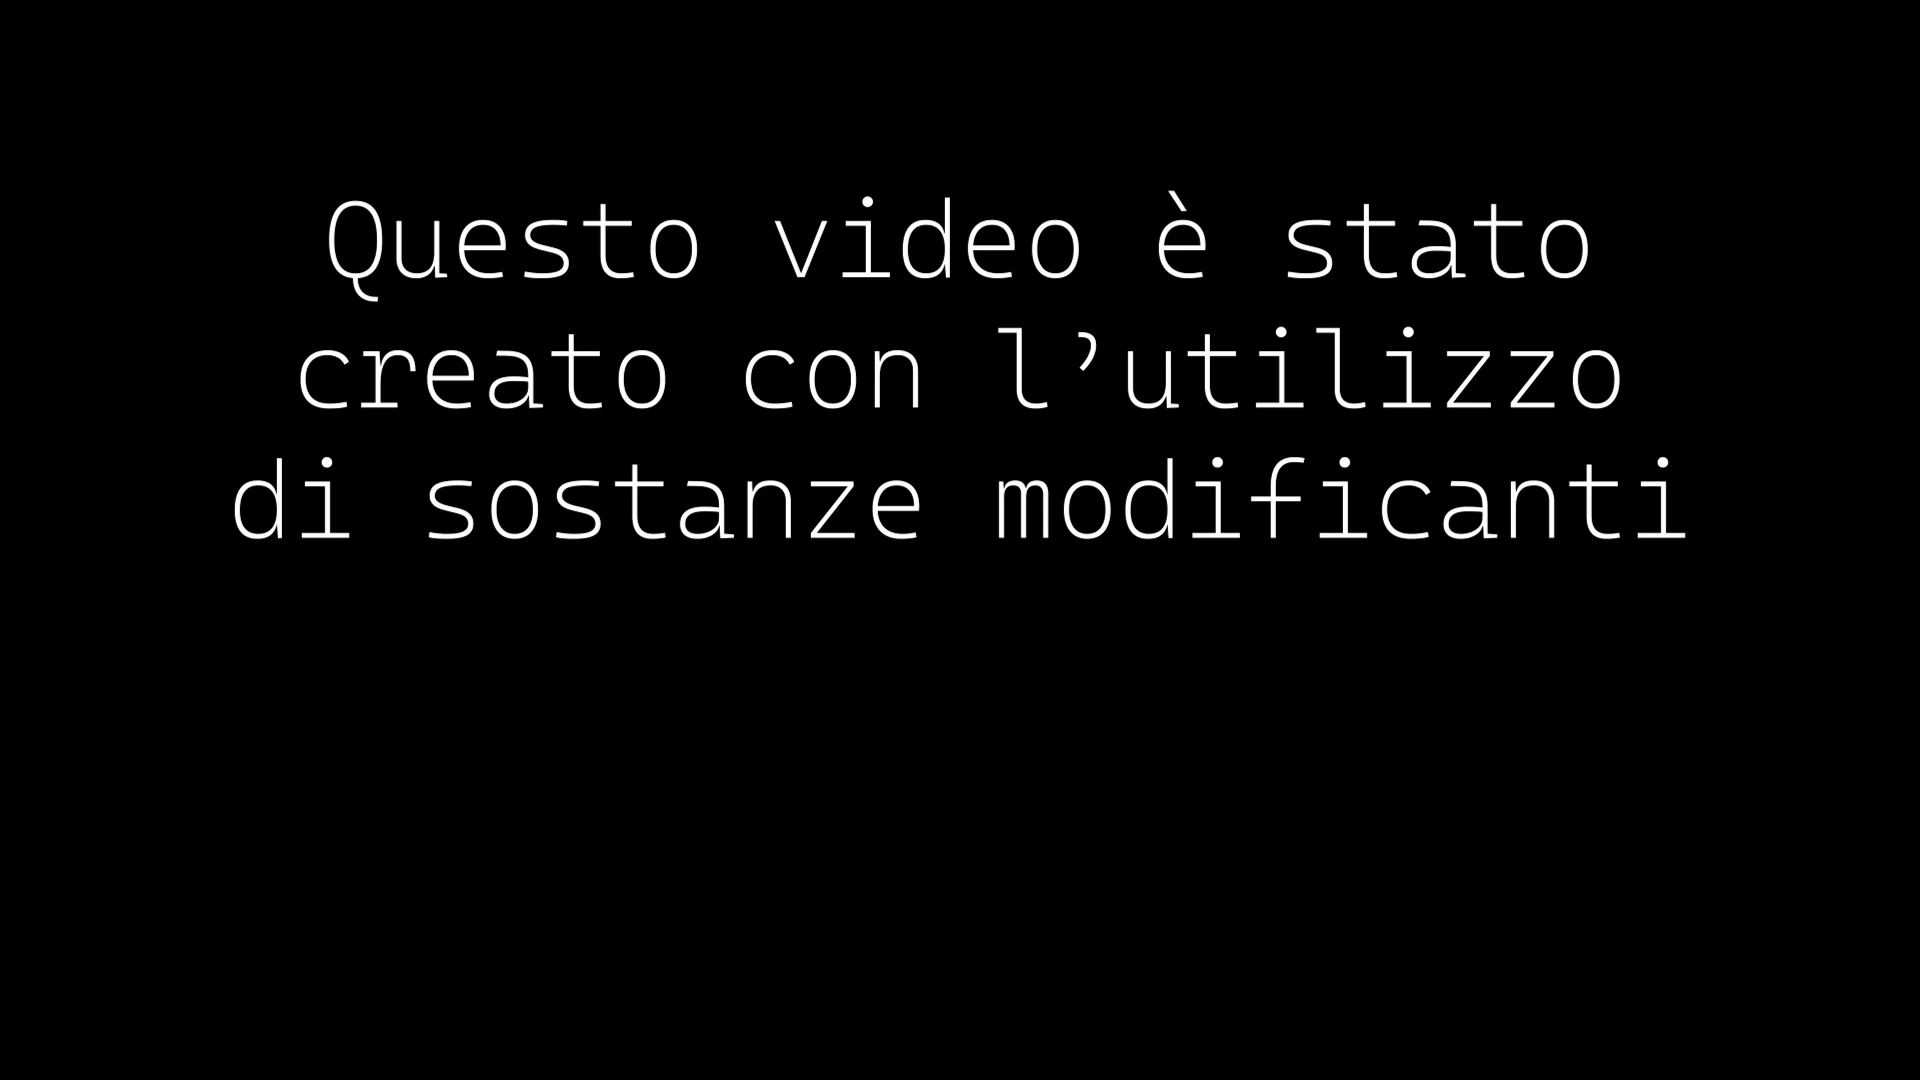 Questo video è stato
creato con l’utilizzo
di sostanze modificanti